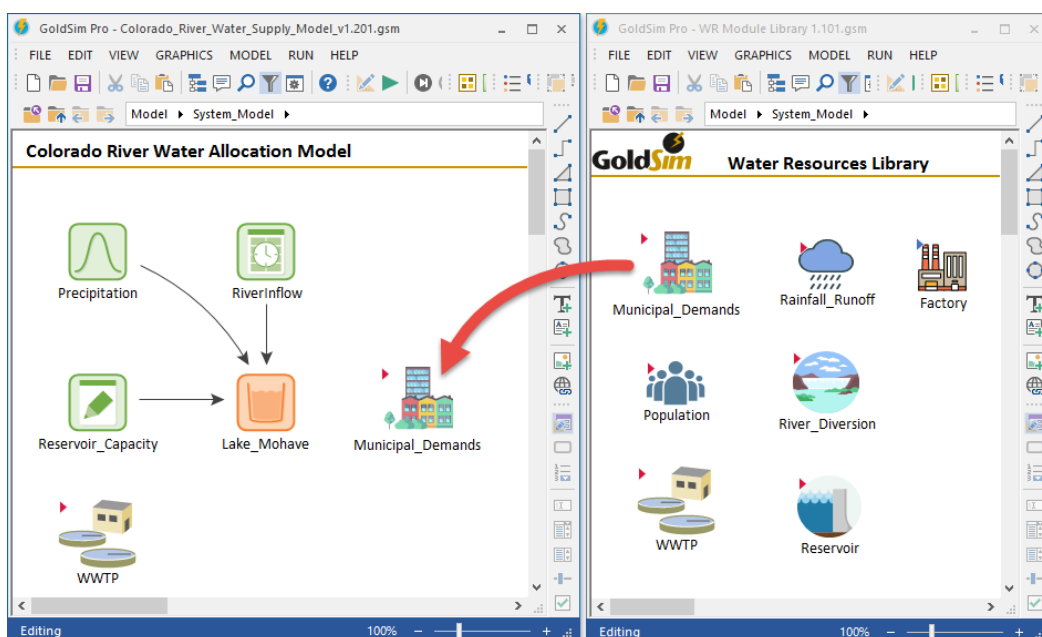 GoldSim Pro - Colorado_River_Water_Supply_Model_v1.201.gsm
FILE EDIT VIEW GRAPHICS MODEL RUN HELP
Model System_Model
Colorado River Water Allocation Model
Precipitation
RiverInflow
Reservoir_Capacity
Lake_Mohave
Municipal_Demands
WWTP
Editing
100%
GoldSim Pro - WR Module Library 1.101.gsm
FILE EDIT VIEW GRAPHICS MODEL RUN HELP
Model System_Model
GoldSim
Water Resources Library
Municipal_Demands
Rainfall_Runoff
Factory
Population
River_Diversion
WWTP
Reservoir
Editing
100%